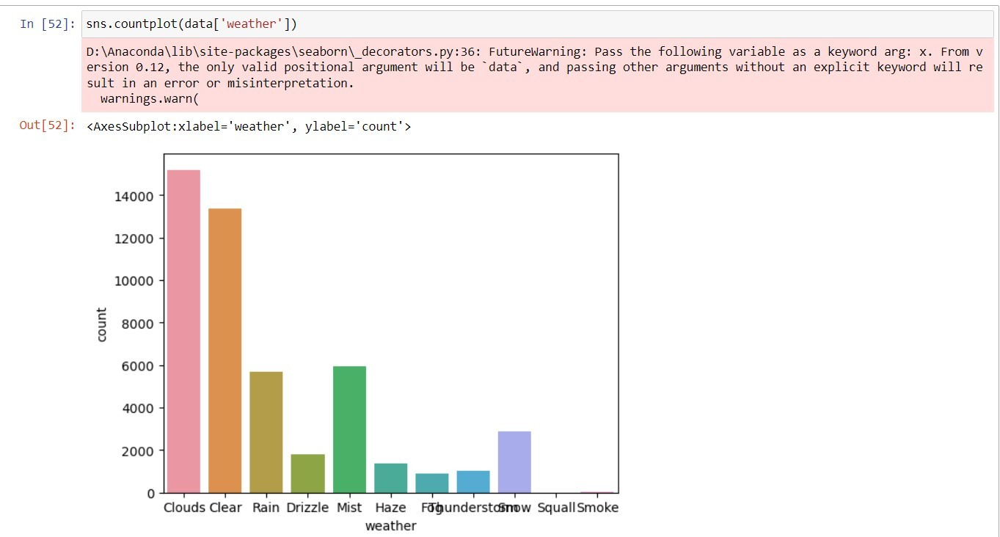 In [52]: sns.countplot(data['weather'])
D:\Anaconda\lib\site-packages\seaborn\_decorators.py:36: FutureWarning: Pass the following variable as a keyword arg: x. From v
ersion 0.12, the only valid positional argument will be `data`, and passing other arguments without an explicit keyword will re
sult in an error or misinterpretation.
  warnings.warn(
Out[52]: <AxesSubplot:xlabel='weather', ylabel='count'>
14000
12000
10000
8000
6000
4000
2000
0
count
Clouds Clear Rain Drizzle Mist Haze Fog Thunderstorm Snow Squall Smoke
weather